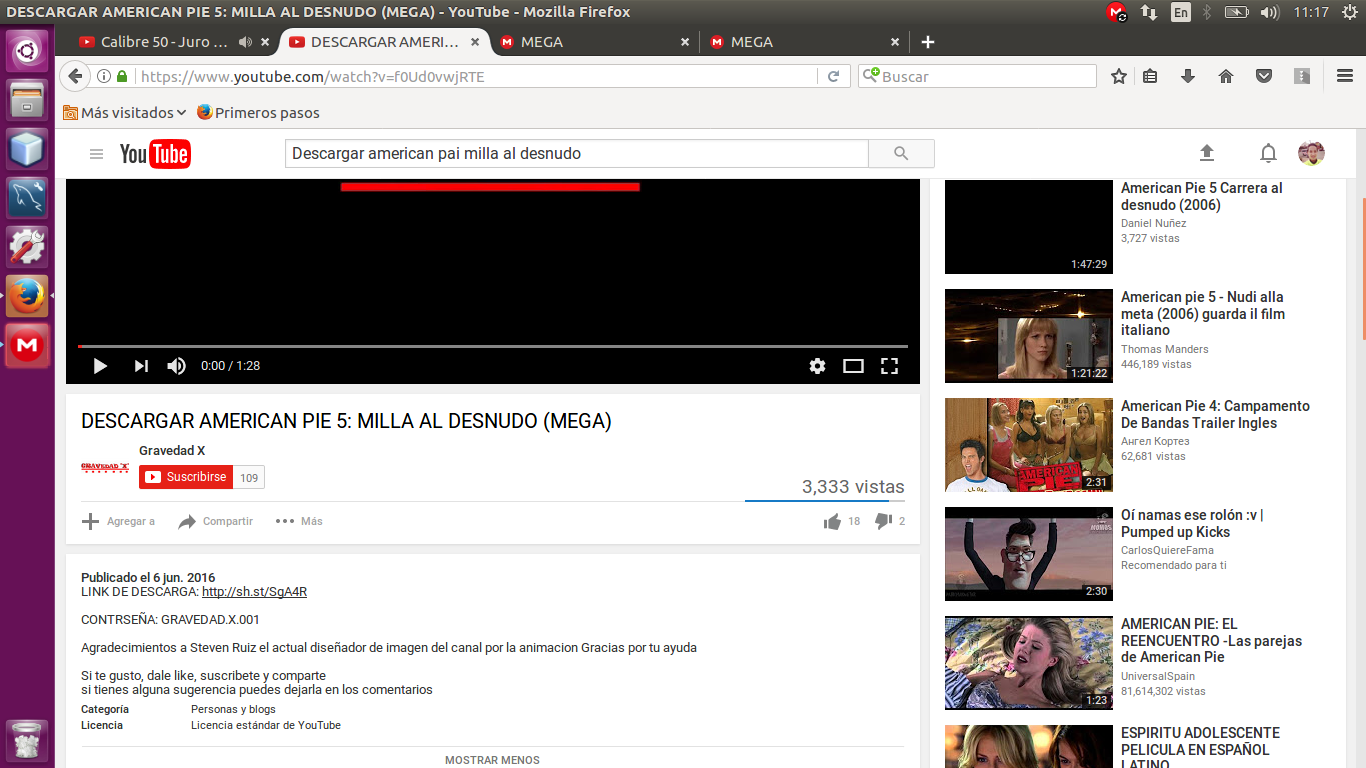 DESCARGAR AMERICAN PIE 5: MILLA AL DESNUDO (MEGA) - YouTube - Mozilla Firefox
En
11:17
Calibre 50 - Juro ...
DESCARGAR AMERI...
MEGA
MEGA
https://www.youtube.com/watch?v=f0Ud0vwjRTE
Buscar
Más visitados
Primeros pasos
YouTube
Descargar american pai milla al desnudo
0:00 / 1:28
DESCARGAR AMERICAN PIE 5: MILLA AL DESNUDO (MEGA)
GRAVEDAD X
Gravedad X
Suscribirse
109
3,333 vistas
Agregar a
Compartir
Más
18
2
Publicado el 6 jun. 2016
LINK DE DESCARGA: http://sh.st/SgA4R
CONTRSEÑA: GRAVEDAD.X.001
Agradecimientos a Steven Ruiz el actual diseñador de imagen del canal por la animacion Gracias por tu ayuda
Si te gusto, dale like, suscribete y comparte
si tienes alguna sugerencia puedes dejarla en los comentarios
Categoría
Personas y blogs
Licencia
Licencia estándar de YouTube
MOSTRAR MENOS
1:47:29
American Pie 5 Carrera al
desnudo (2006)
Daniel Nuñez
3,727 vistas
1:21:22
American pie 5 - Nudi alla
meta (2006) guarda il film
italiano
Thomas Manders
446,189 vistas
AMERICAN
PIE
2:31
American Pie 4: Campamento
De Bandas Trailer Ingles
Ангел Кортез
62,681 vistas
2:30
Oí namas ese rolón :v |
Pumped up Kicks
CarlosQuiereFama
Recomendado para ti
1:23
AMERICAN PIE: EL
REENCUENTRO -Las parejas
de American Pie
UniversalSpain
81,614,302 vistas
ESPIRITU ADOLESCENTE
PELICULA EN ESPAÑOL
LATINO